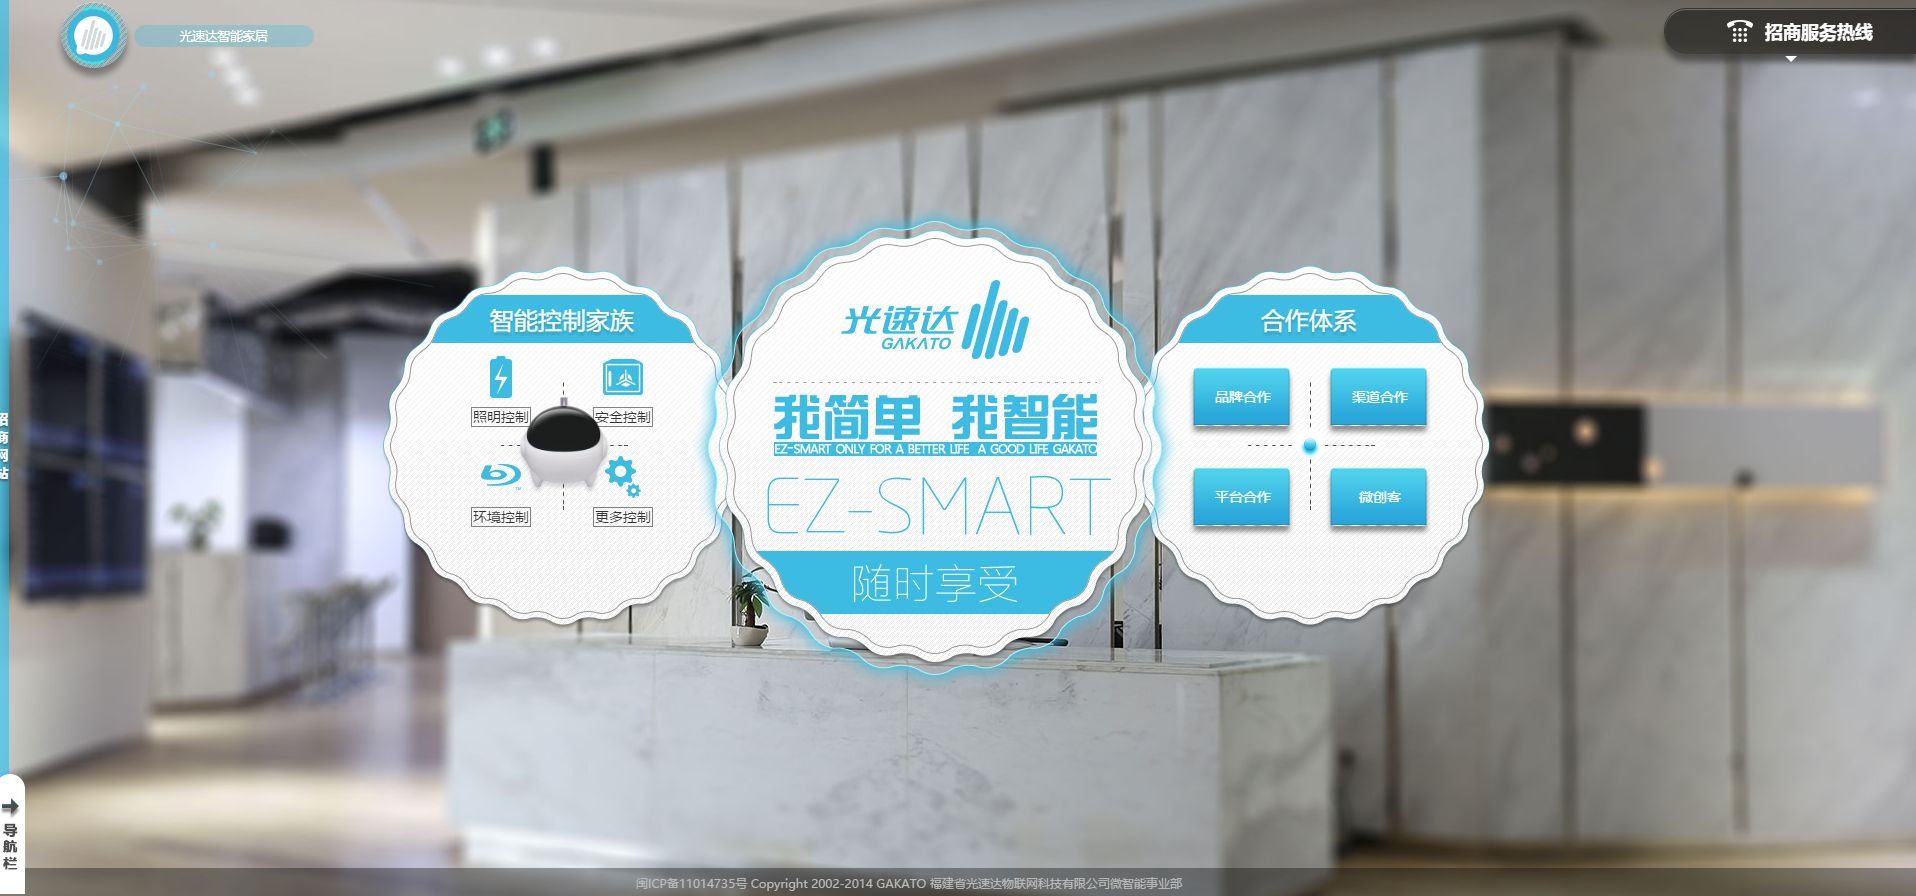 光速达智能家居
招商服务热线
智能控制家族
照明控制
安全控制
环境控制
更多控制
光速达
GAKATO
我简单 我智能
EZ-SMART ONLY FOR A BETTER LIFE A GOOD LIFE GAKATO
EZ-SMART
随时享受
合作体系
品牌合作
渠道合作
平台合作
微创客
招商网站
导航栏
闽ICP备11014735号 Copyright 2002-2014 GAKATO 福建省光速达物联网科技有限公司微智能事业部